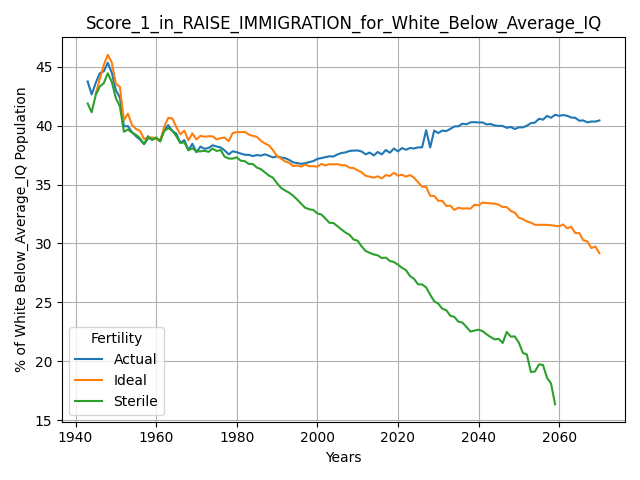 Score_1_in_RAISE_IMMIGRATION_for_White_Below_Average_IQ
% of White Below_Average_IQ Population
45
40
35
30
25
20
15
Fertility
Actual
Ideal
Sterile
1940 1960 1980 2000 2020 2040 2060
Years